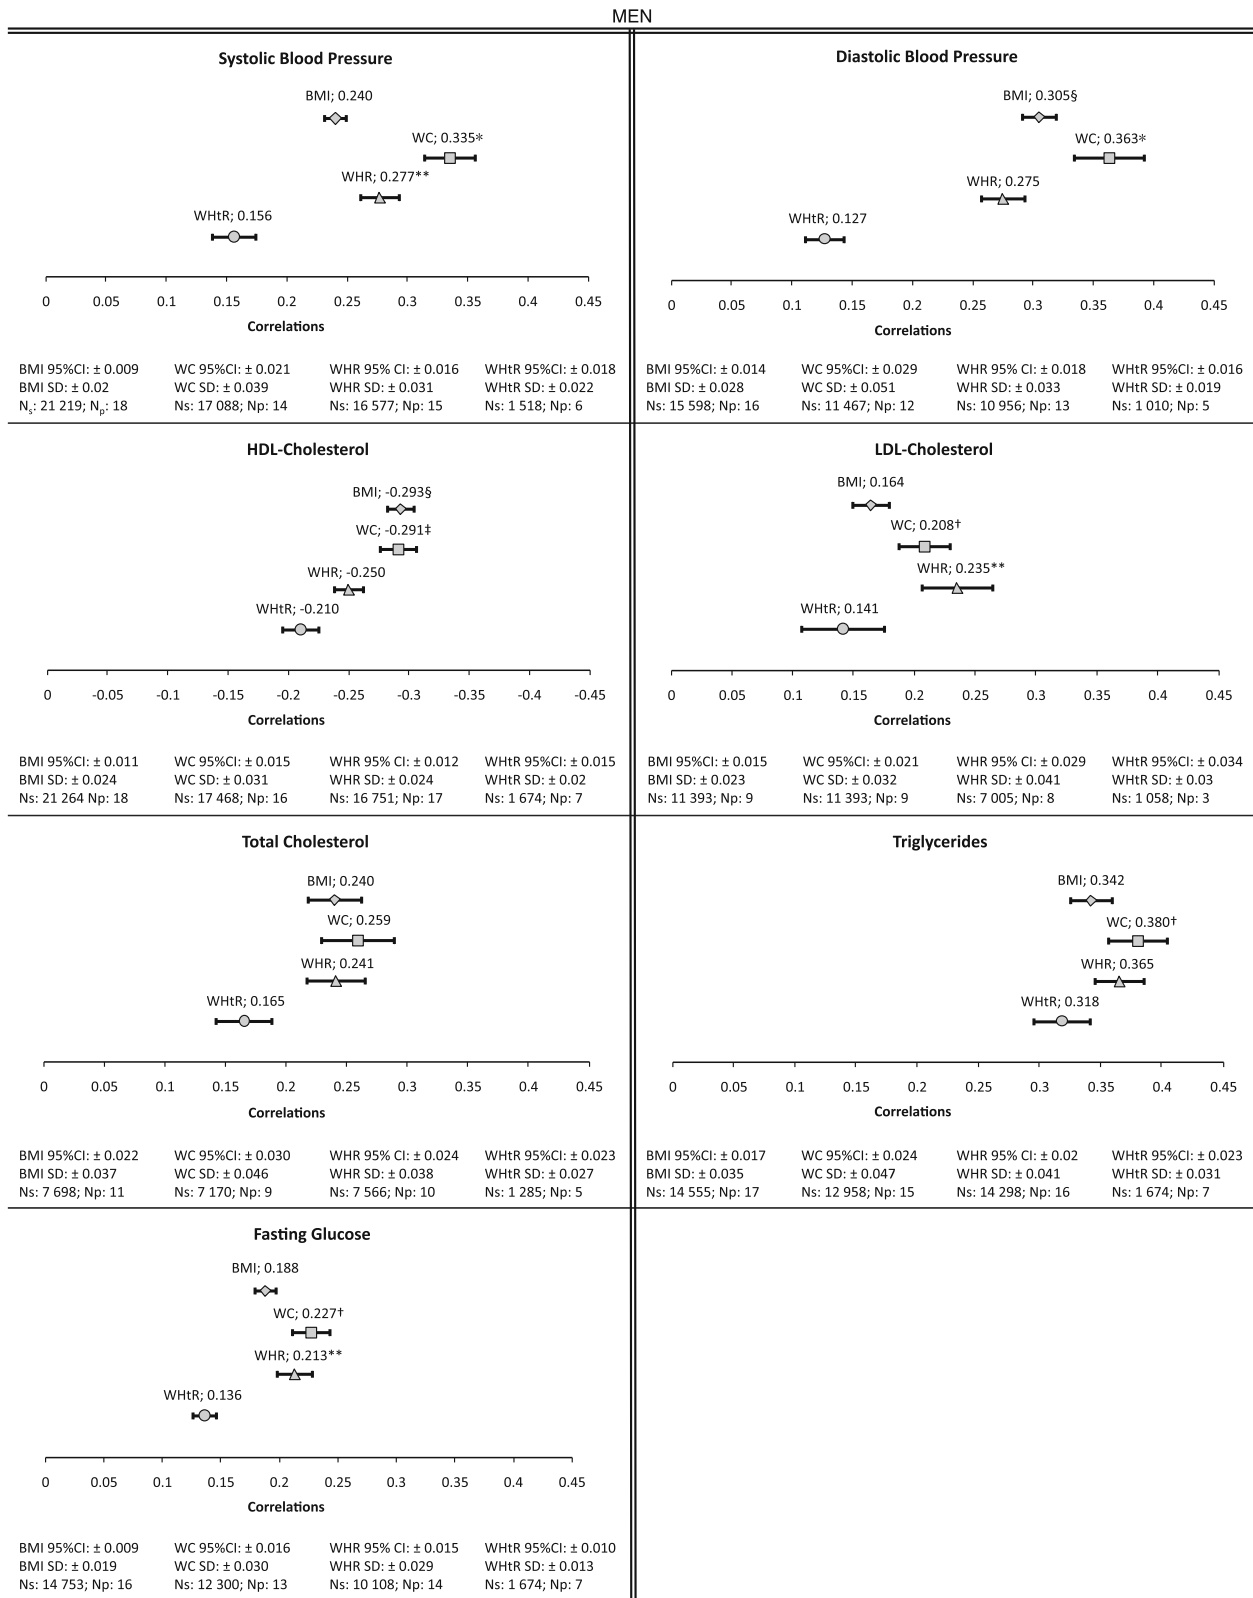 MEN
Systolic Blood Pressure
BMI; 0.240
WC; 0.335*
WHR; 0.277**
WHtR; 0.156
0 0.05 0.1 0.15 0.2 0.25 0.3 0.35 0.4 0.45
Correlations
BMI 95%CI: ± 0.009 WC 95%CI: ± 0.021 WHR 95% CI: ± 0.016 WHtR 95%CI: ± 0.018
BMI SD: ± 0.02 WC SD: ± 0.039 WHR SD: ± 0.031 WHtR SD: ± 0.022
Ns: 21 219; Np: 18 Ns: 17 088; Np: 14 Ns: 16 577; Np: 15 Ns: 1 518; Np: 6
Diastolic Blood Pressure
BMI; 0.305§
WC; 0.363*
WHR; 0.275
WHtR; 0.127
0 0.05 0.1 0.15 0.2 0.25 0.3 0.35 0.4 0.45
Correlations
BMI 95%CI: ± 0.014 WC 95%CI: ± 0.029 WHR 95% CI: ± 0.018 WHtR 95%CI: ± 0.016
BMI SD: ± 0.028 WC SD: ± 0.051 WHR SD: ± 0.033 WHtR SD: ± 0.019
Ns: 15 598; Np: 16 Ns: 11 467; Np: 12 Ns: 10 956; Np: 13 Ns: 1 010; Np: 5
HDL-Cholesterol
BMI; -0.293§
WC; -0.291‡
WHR; -0.250
WHtR; -0.210
0 -0.05 -0.1 -0.15 -0.2 -0.25 -0.3 -0.35 -0.4 -0.45
Correlations
BMI 95%CI: ± 0.011 WC 95%CI: ± 0.015 WHR 95% CI: ± 0.012 WHtR 95%CI: ± 0.015
BMI SD: ± 0.024 WC SD: ± 0.031 WHR SD: ± 0.024 WHtR SD: ± 0.02
Ns: 21 264 Np: 18 Ns: 17 468; Np: 16 Ns: 16 751; Np: 17 Ns: 1 674; Np: 7
LDL-Cholesterol
BMI; 0.164
WC; 0.208†
WHR; 0.235**
WHtR; 0.141
0 0.05 0.1 0.15 0.2 0.25 0.3 0.35 0.4 0.45
Correlations
BMI 95%CI: ± 0.015 WC 95%CI: ± 0.021 WHR 95% CI: ± 0.029 WHtR 95%CI: ± 0.034
BMI SD: ± 0.023 WC SD: ± 0.032 WHR SD: ± 0.041 WHtR SD: ± 0.03
Ns: 11 393; Np: 9 Ns: 11 393; Np: 9 Ns: 7 005; Np: 8 Ns: 1 058; Np: 3
Total Cholesterol
BMI; 0.240
WC; 0.259
WHR; 0.241
WHtR; 0.165
0 0.05 0.1 0.15 0.2 0.25 0.3 0.35 0.4 0.45
Correlations
BMI 95%CI: ± 0.022 WC 95%CI: ± 0.030 WHR 95% CI: ± 0.024 WHtR 95%CI: ± 0.023
BMI SD: ± 0.037 WC SD: ± 0.046 WHR SD: ± 0.038 WHtR SD: ± 0.027
Ns: 7 698; Np: 11 Ns: 7 170; Np: 9 Ns: 7 566; Np: 10 Ns: 1 285; Np: 5
Triglycerides
BMI; 0.342
WC; 0.380†
WHR; 0.365
WHtR; 0.318
0 0.05 0.1 0.15 0.2 0.25 0.3 0.35 0.4 0.45
Correlations
BMI 95%CI: ± 0.017 WC 95%CI: ± 0.024 WHR 95% CI: ± 0.02 WHtR 95%CI: ± 0.023
BMI SD: ± 0.035 WC SD: ± 0.047 WHR SD: ± 0.041 WHtR SD: ± 0.031
Ns: 14 555; Np: 17 Ns: 12 958; Np: 15 Ns: 14 298; Np: 16 Ns: 1 674; Np: 7
Fasting Glucose
BMI; 0.188
WC; 0.227†
WHR; 0.213**
WHtR; 0.136
0 0.05 0.1 0.15 0.2 0.25 0.3 0.35 0.4 0.45
Correlations
BMI 95%CI: ± 0.009 WC 95%CI: ± 0.016 WHR 95% CI: ± 0.015 WHtR 95%CI: ± 0.010
BMI SD: ± 0.019 WC SD: ± 0.030 WHR SD: ± 0.029 WHtR SD: ± 0.013
Ns: 14 753; Np: 16 Ns: 12 300; Np: 13 Ns: 10 108; Np: 14 Ns: 1 674; Np: 7